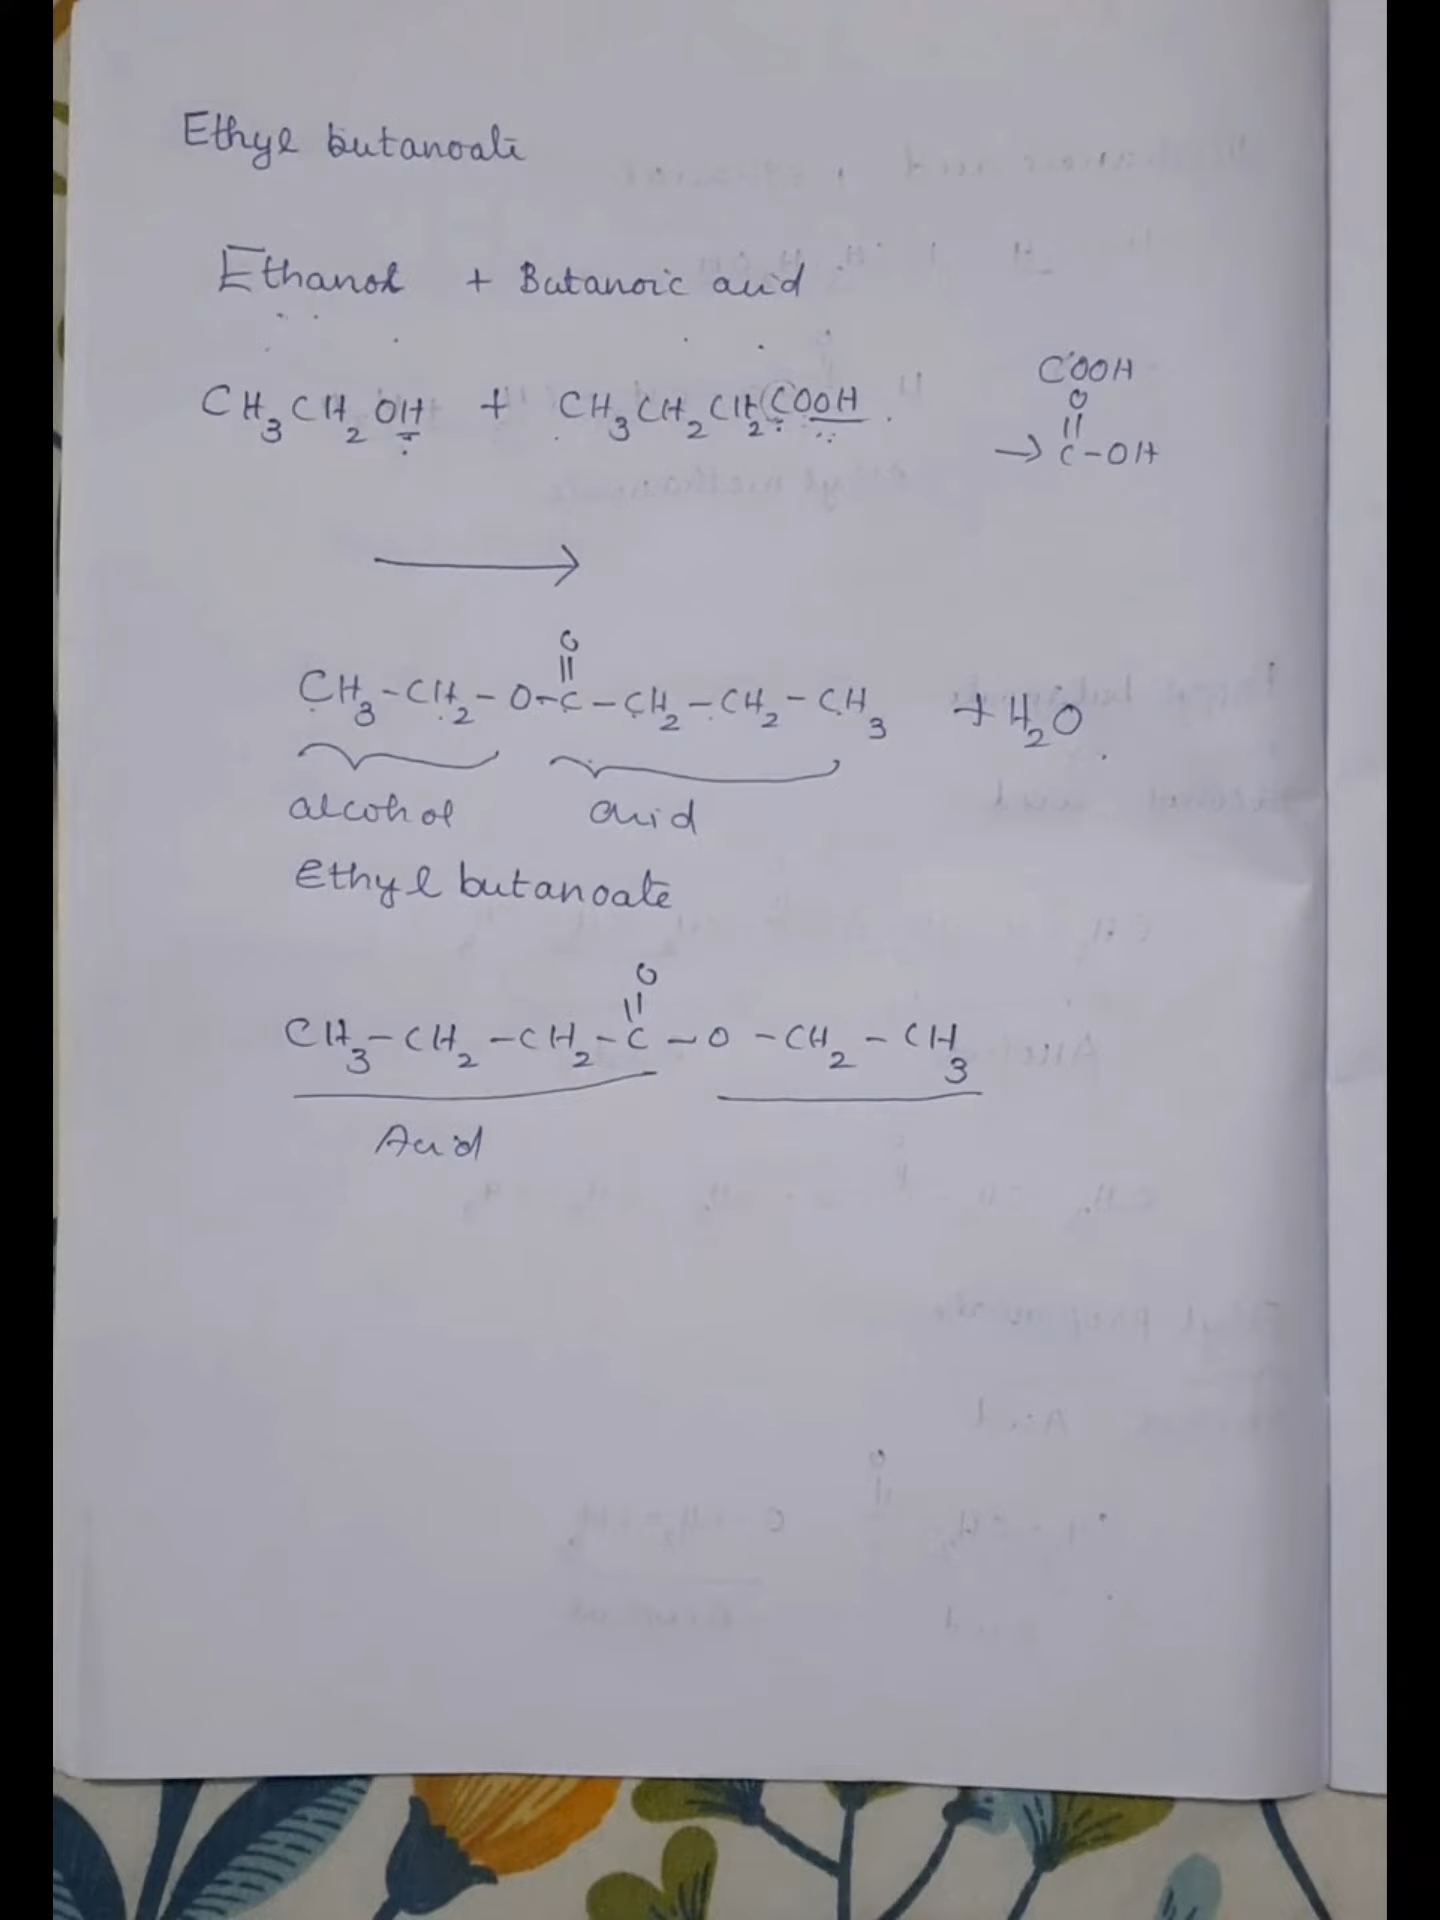 Ethyl butanoate
Ethanol + Butanoic acid
CH₃CH₂OH + CH₃CH₂CH₂COOH
COOH
O
||
→ C-OH
→
O
||
CH₃-CH₂-O-C-CH₂-CH₂-CH₃ + H₂O
alcohol acid
Ethyl butanoate
O
||
CH₃-CH₂-CH₂-C-O-CH₂-CH₃
Acid